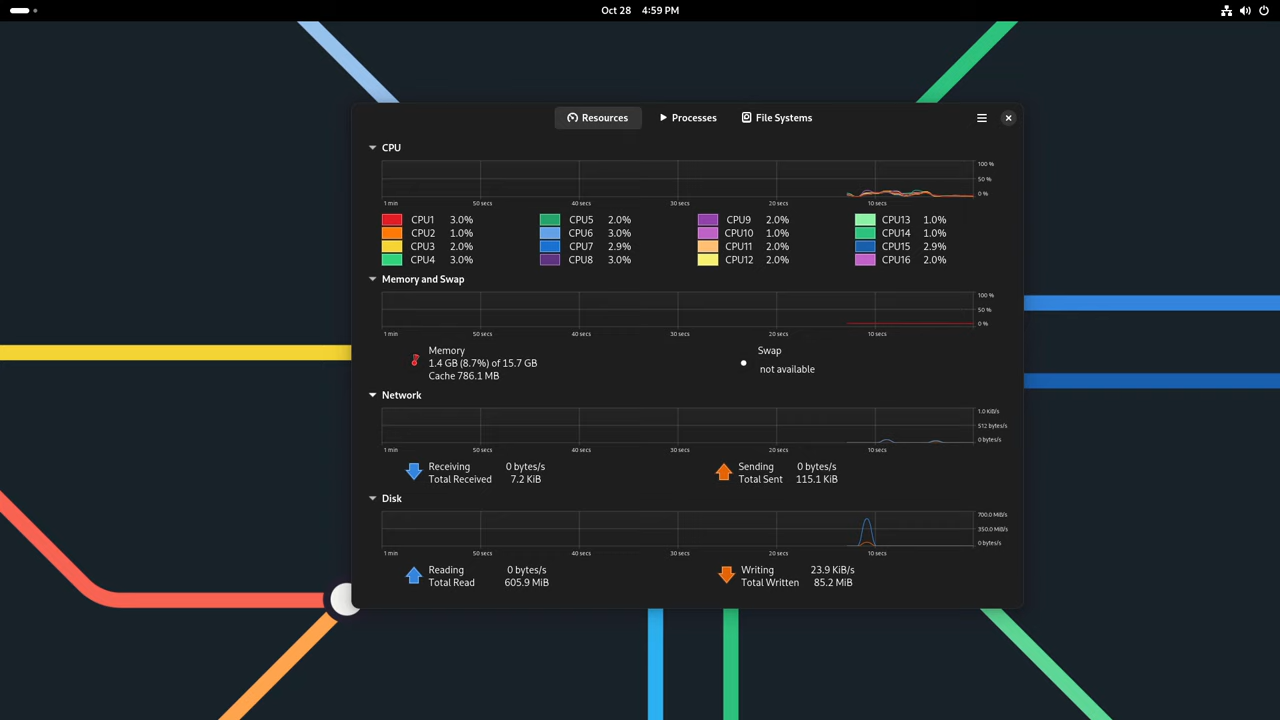 Oct 28 4:59 PM
Resources Processes File Systems
CPU
100 %
50 %
0 %
1 min 50 secs 40 secs 30 secs 20 secs 10 secs
CPU1 3.0% CPU5 2.0% CPU9 2.0% CPU13 1.0%
CPU2 1.0% CPU6 3.0% CPU10 1.0% CPU14 1.0%
CPU3 2.0% CPU7 2.9% CPU11 2.0% CPU15 2.9%
CPU4 3.0% CPU8 3.0% CPU12 2.0% CPU16 2.0%
Memory and Swap
100 %
50 %
0 %
1 min 50 secs 40 secs 30 secs 20 secs 10 secs
Memory Swap
1.4 GB (8.7%) of 15.7 GB not available
Cache 786.1 MB
Network
1.0 KiB/s
512 bytes/s
0 bytes/s
1 min 50 secs 40 secs 30 secs 20 secs 10 secs
Receiving 0 bytes/s Sending 0 bytes/s
Total Received 7.2 KiB Total Sent 115.1 KiB
Disk
700.0 MiB/s
350.0 MiB/s
0 bytes/s
1 min 50 secs 40 secs 30 secs 20 secs 10 secs
Reading 0 bytes/s Writing 23.9 KiB/s
Total Read 605.9 MiB Total Written 85.2 MiB